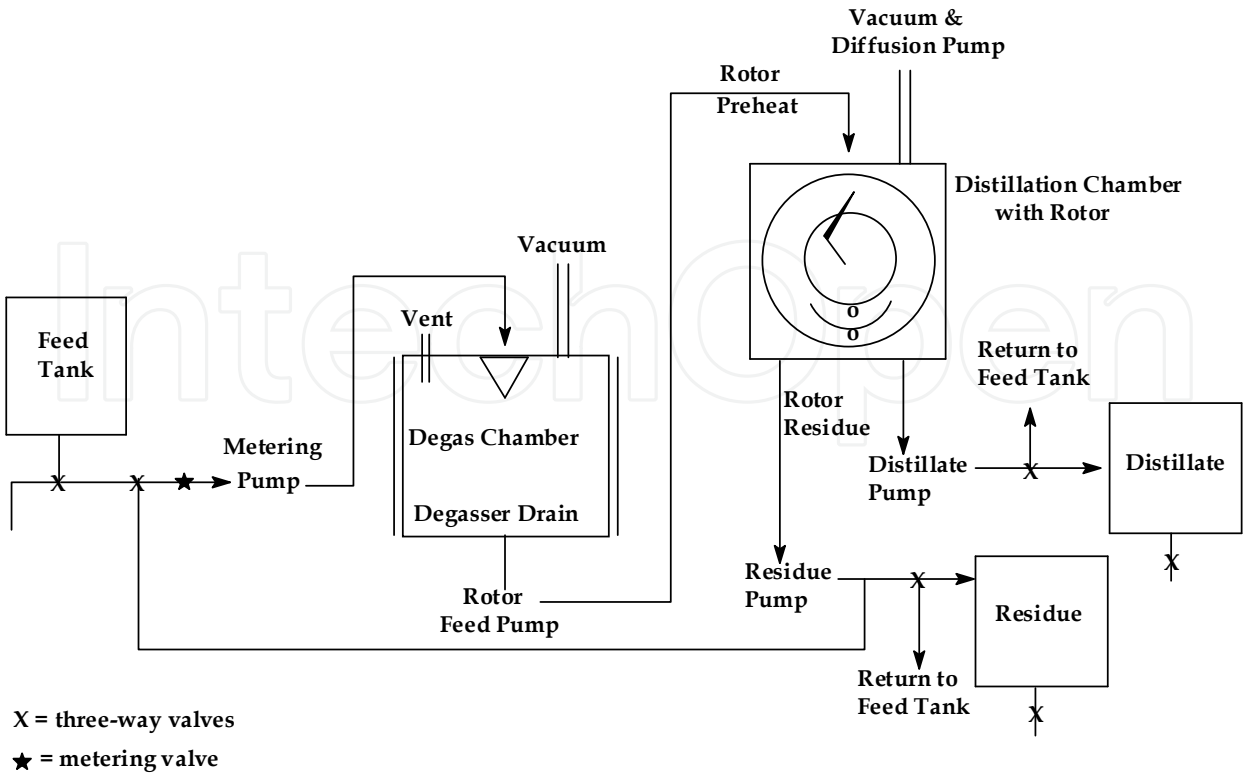 Vacuum &
Diffusion Pump
Rotor
Preheat
Distillation Chamber
with Rotor
Vacuum
Vent
Feed
Tank
Return to
Feed Tank
Rotor
Residue
Degas Chamber
Metering
Pump
Distillate
Pump
Distillate
X
X
X
Degasser Drain
X
Residue
Pump
X
Rotor
Feed Pump
Residue
Return to
Feed Tank
X
X = three-way valves
★ = metering valve
o
o
IntechOpen